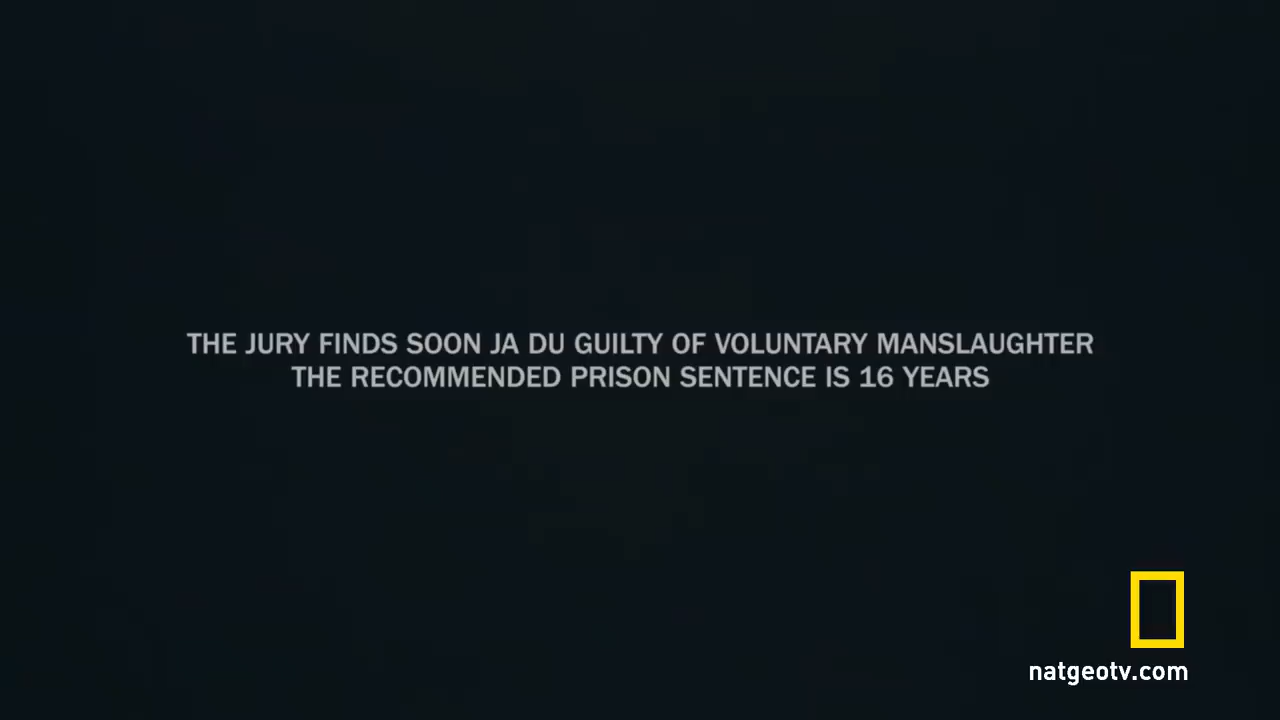 THE JURY FINDS SOON JA DU GUILTY OF VOLUNTARY MANSLAUGHTER
THE RECOMMENDED PRISON SENTENCE IS 16 YEARS
natgeotv.com